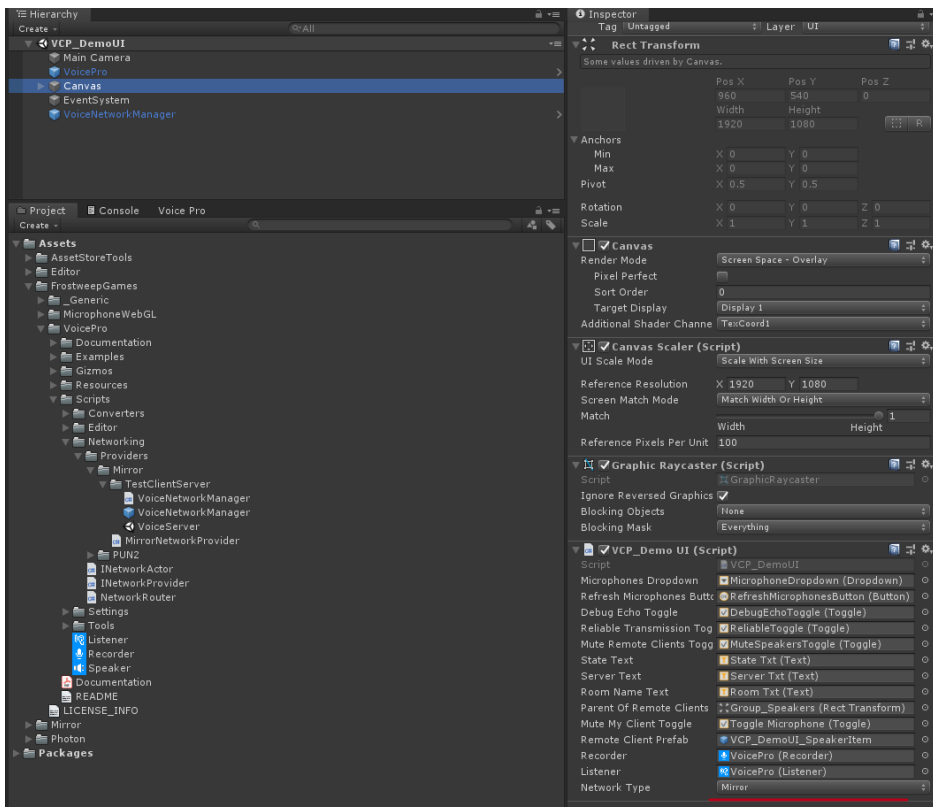 Hierarchy
Create
All
VCP_DemoUI
Main Camera
VoicePro
Canvas
EventSystem
VoiceNetworkManager
Project Console Voice Pro
Create
Assets
AssetStoreTools
Editor
FrostweepGames
_Generic
MicrophoneWebGL
VoicePro
Documentation
Examples
Gizmos
Resources
Scripts
Converters
Editor
Networking
Providers
Mirror
TestClientServer
VoiceNetworkManager
VoiceNetworkManager
VoiceServer
MirrorNetworkProvider
PUN2
INetworkActor
INetworkProvider
NetworkRouter
Settings
Tools
Listener
Recorder
Speaker
Documentation
README
LICENSE_INFO
Mirror
Photon
Packages
Inspector
Tag Untagged Layer UI
Rect Transform
Some values driven by Canvas.
Pos X Pos Y Pos Z
960 540 0
Width Height
1920 1080 R
Anchors
Min X 0 Y 0
Max X 0 Y 0
Pivot X 0.5 Y 0.5
Rotation X 0 Y 0 Z 0
Scale X 1 Y 1 Z 1
Canvas
Render Mode Screen Space - Overlay
Pixel Perfect
Sort Order 0
Target Display Display 1
Additional Shader Channe TexCoord1
Canvas Scaler (Script)
UI Scale Mode Scale With Screen Size
Reference Resolution X 1920 Y 1080
Screen Match Mode Match Width Or Height
Match 1
Width Height
Reference Pixels Per Unit 100
Graphic Raycaster (Script)
Script GraphicRaycaster
Ignore Reversed Graphics
Blocking Objects None
Blocking Mask Everything
VCP_Demo UI (Script)
Script VCP_DemoUI
Microphones Dropdown MicrophoneDropdown (Dropdown)
Refresh Microphones Butto RefreshMicrophonesButton (Button)
Debug Echo Toggle DebugEchoToggle (Toggle)
Reliable Transmission Tog ReliableToggle (Toggle)
Mute Remote Clients Togg MuteSpeakersToggle (Toggle)
State Text State Txt (Text)
Server Text Server Txt (Text)
Room Name Text Room Txt (Text)
Parent Of Remote Clients Group_Speakers (Rect Transform)
Mute My Client Toggle Toggle Microphone (Toggle)
Remote Client Prefab VCP_DemoUI_SpeakerItem
Recorder VoicePro (Recorder)
Listener VoicePro (Listener)
Network Type Mirror